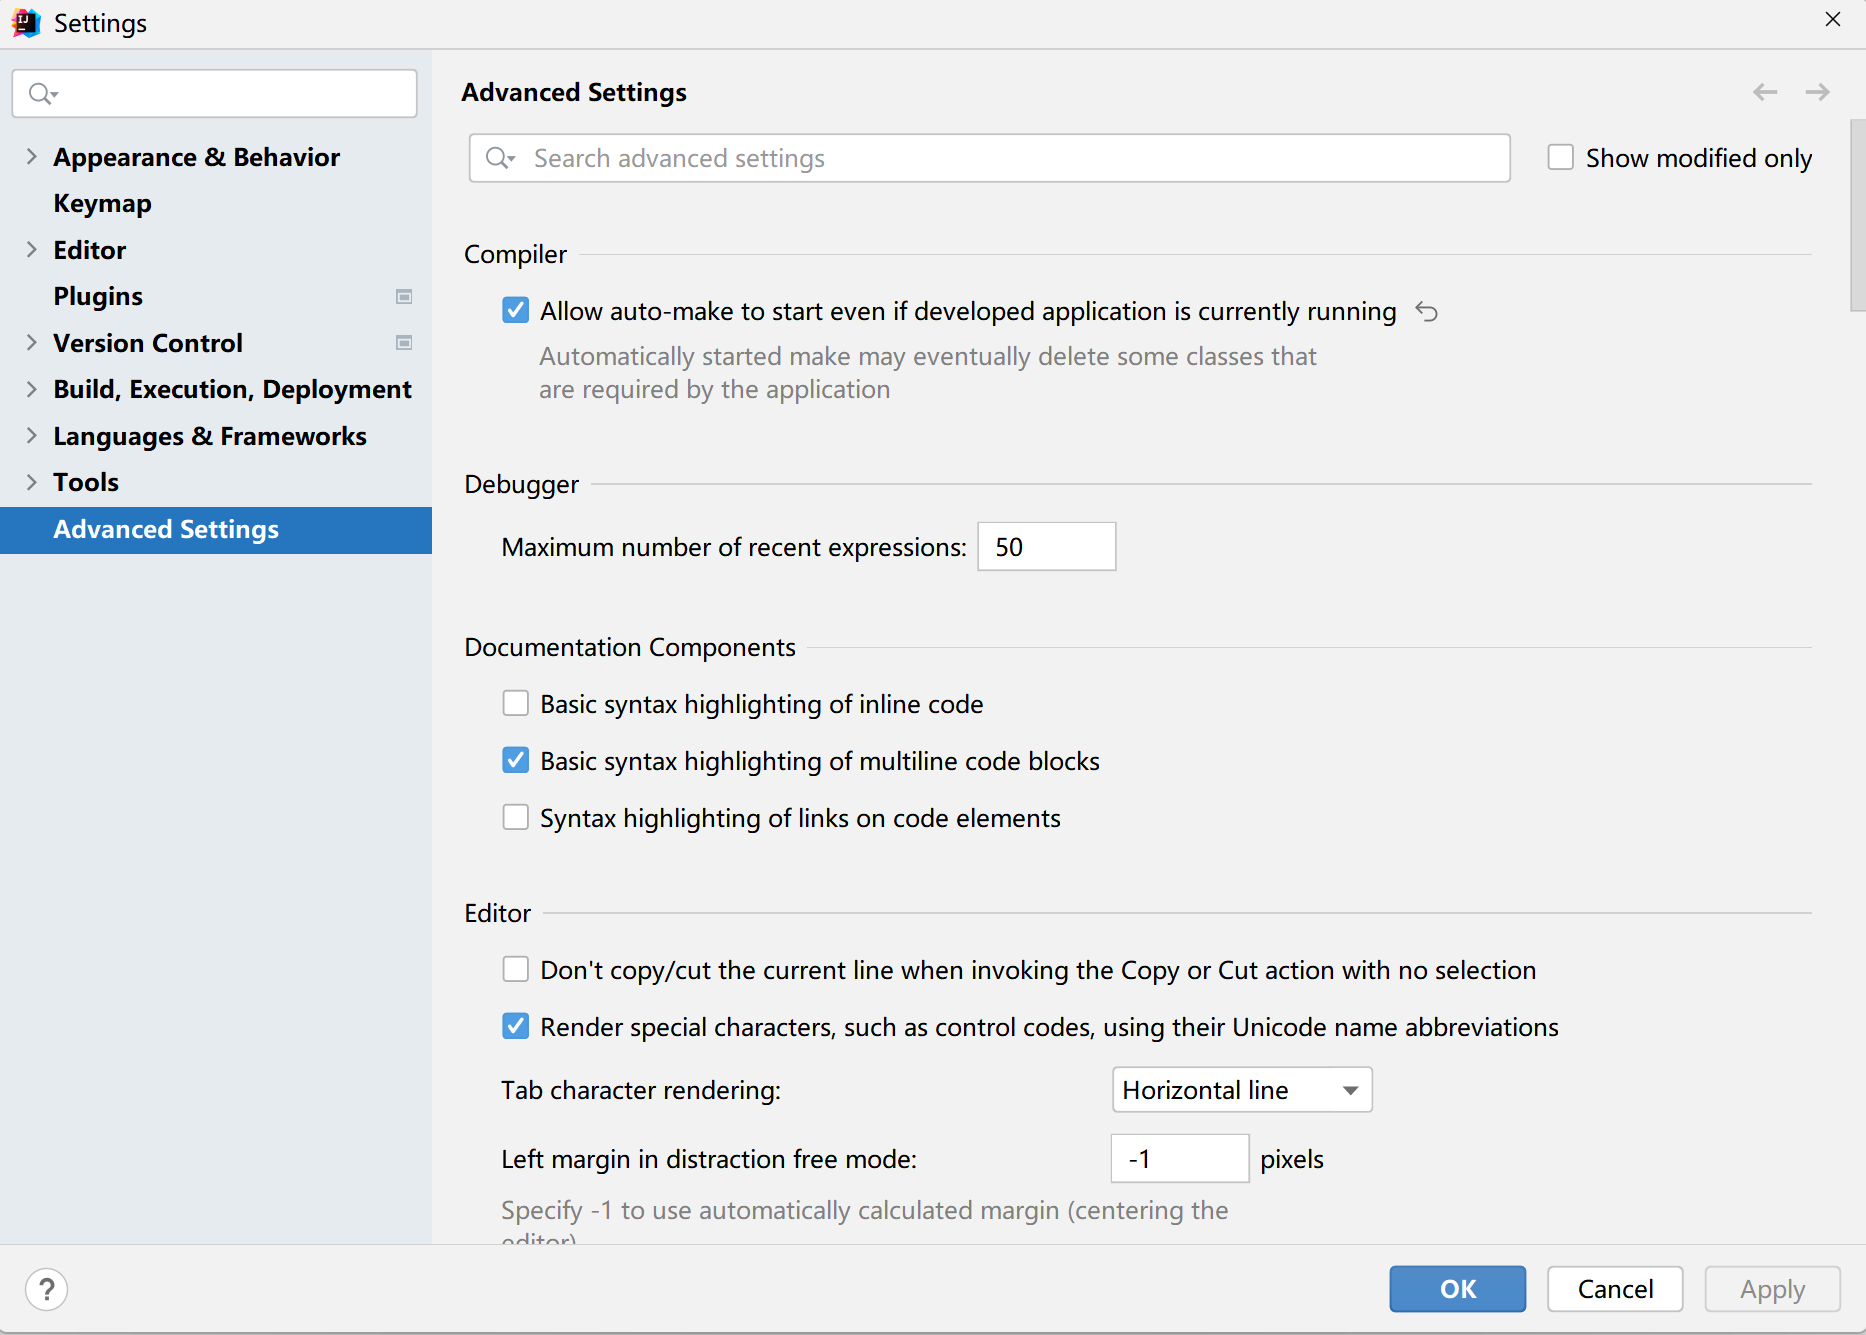 Settings
Appearance & Behavior
Keymap
Editor
Plugins
Version Control
Build, Execution, Deployment
Languages & Frameworks
Tools
Advanced Settings
Advanced Settings
Search advanced settings
Show modified only
Compiler
Allow auto-make to start even if developed application is currently running
Automatically started make may eventually delete some classes that
are required by the application
Debugger
Maximum number of recent expressions: 50
Documentation Components
Basic syntax highlighting of inline code
Basic syntax highlighting of multiline code blocks
Syntax highlighting of links on code elements
Editor
Don't copy/cut the current line when invoking the Copy or Cut action with no selection
Render special characters, such as control codes, using their Unicode name abbreviations
Tab character rendering: Horizontal line
Left margin in distraction free mode: -1 pixels
Specify -1 to use automatically calculated margin (centering the
editor)
? OK Cancel Apply